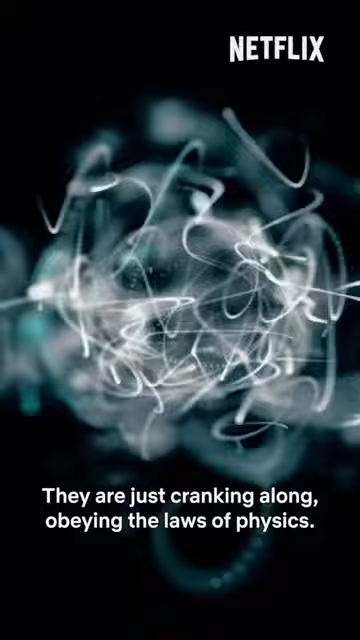 NETFLIX
They are just cranking along,
obeying the laws of physics.